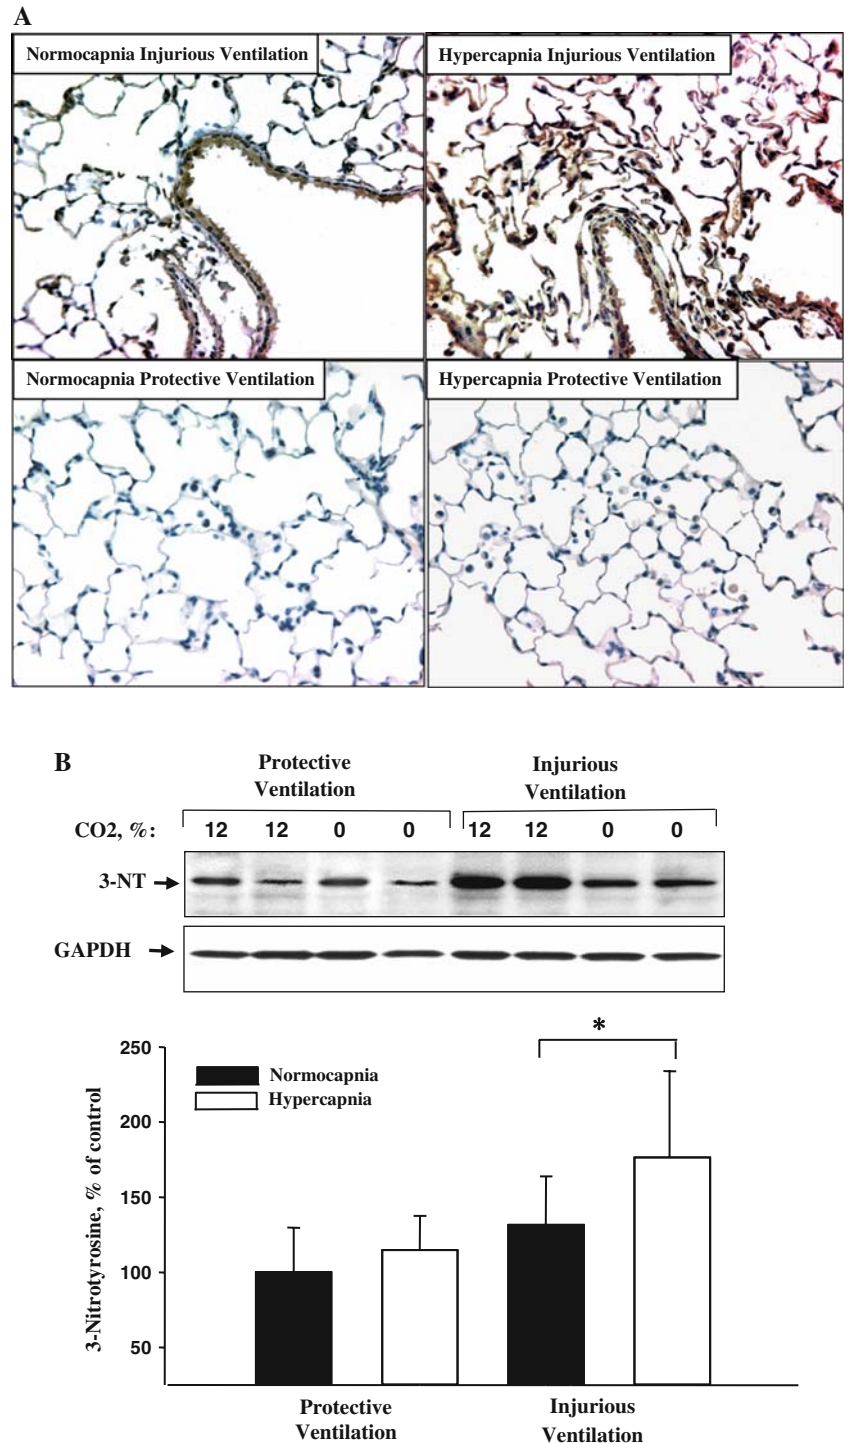 A
Normocapnia Injurious Ventilation
Hypercapnia Injurious Ventilation
Normocapnia Protective Ventilation
Hypercapnia Protective Ventilation
B
Protective
Ventilation
Injurious
Ventilation
CO2, %: 12 12 0 0 12 12 0 0
3-NT
GAPDH
*
250
200
150
100
50
3-Nitrotyrosine, % of control
Normocapnia
Hypercapnia
Protective
Ventilation
Injurious
Ventilation